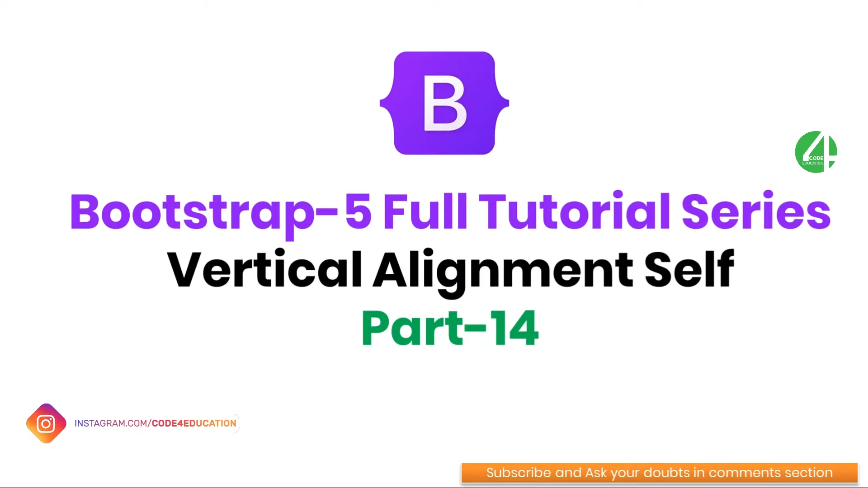 B
CODE
4
Bootstrap-5 Full Tutorial Series
Vertical Alignment Self
Part-14
INSTAGRAM.COM/CODE4EDUCATION
Subscribe and Ask your doubts in comments section